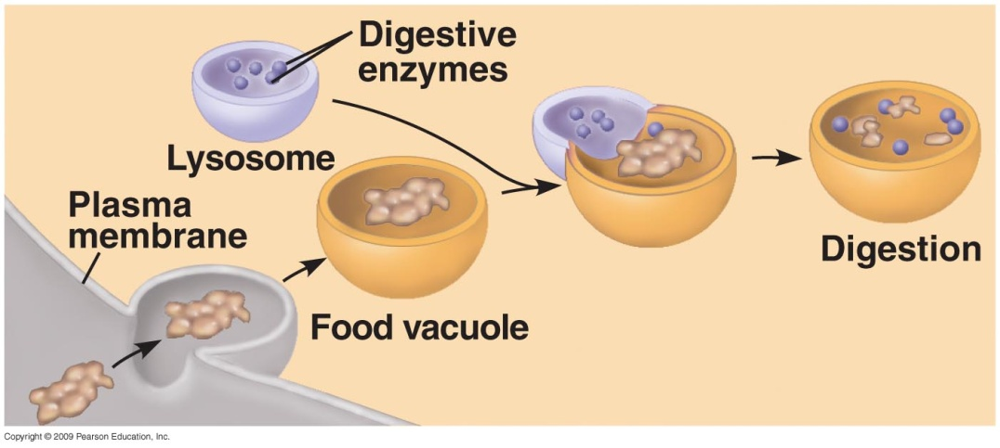 Digestive
enzymes
Lysosome
Plasma
membrane
Food vacuole
Digestion
Copyright © 2009 Pearson Education, Inc.